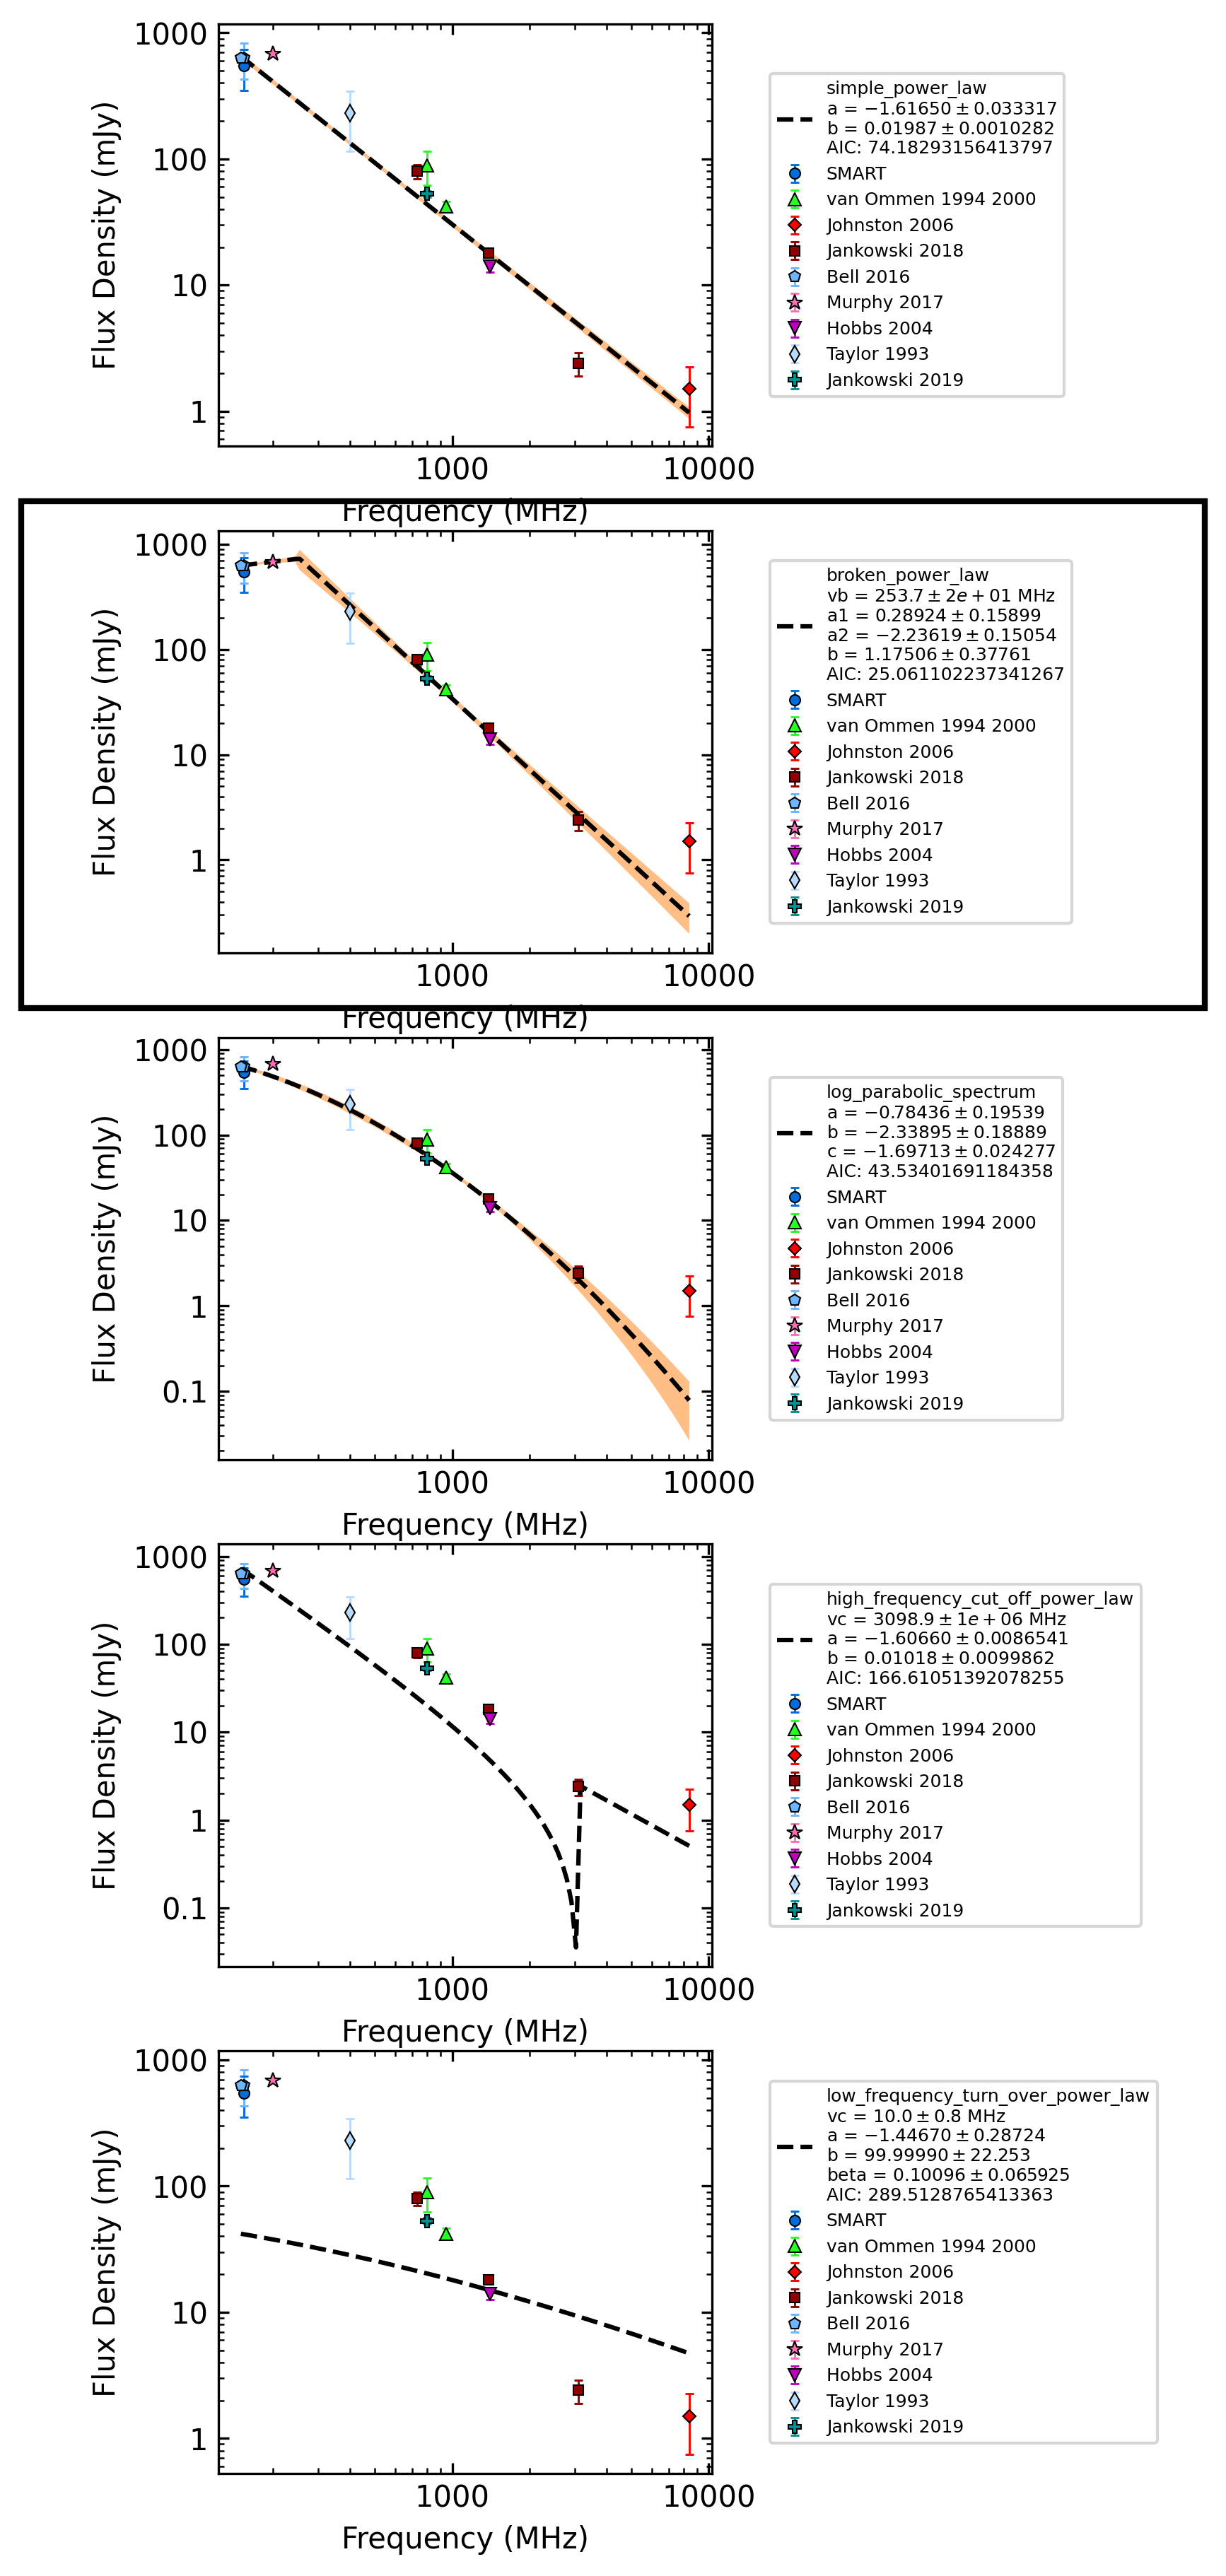 1000
100
10
1
Flux Density (mJy)
1000
10000
Frequency (MHz)
simple_power_law
a = −1.61650 ± 0.033317
b = 0.01987 ± 0.0010282
AIC: 74.18293156413797
SMART
van Ommen 1994 2000
Johnston 2006
Jankowski 2018
Bell 2016
Murphy 2017
Hobbs 2004
Taylor 1993
Jankowski 2019
1000
100
10
1
Flux Density (mJy)
1000
10000
Frequency (MHz)
broken_power_law
vb = 253.7 ± 2e + 01 MHz
a1 = 0.28924 ± 0.15899
a2 = −2.23619 ± 0.15054
b = 1.17506 ± 0.37761
AIC: 25.061102237341267
SMART
van Ommen 1994 2000
Johnston 2006
Jankowski 2018
Bell 2016
Murphy 2017
Hobbs 2004
Taylor 1993
Jankowski 2019
1000
100
10
1
0.1
Flux Density (mJy)
1000
10000
Frequency (MHz)
log_parabolic_spectrum
a = −0.78436 ± 0.19539
b = −2.33895 ± 0.18889
c = −1.69713 ± 0.024277
AIC: 43.53401691184358
SMART
van Ommen 1994 2000
Johnston 2006
Jankowski 2018
Bell 2016
Murphy 2017
Hobbs 2004
Taylor 1993
Jankowski 2019
1000
100
10
1
0.1
Flux Density (mJy)
1000
10000
Frequency (MHz)
high_frequency_cut_off_power_law
vc = 3098.9 ± 1e + 06 MHz
a = −1.60660 ± 0.0086541
b = 0.01018 ± 0.0099862
AIC: 166.61051392078255
SMART
van Ommen 1994 2000
Johnston 2006
Jankowski 2018
Bell 2016
Murphy 2017
Hobbs 2004
Taylor 1993
Jankowski 2019
1000
100
10
1
Flux Density (mJy)
1000
10000
Frequency (MHz)
low_frequency_turn_over_power_law
vc = 10.0 ± 0.8 MHz
a = −1.44670 ± 0.28724
b = 99.99990 ± 22.253
beta = 0.10096 ± 0.065925
AIC: 289.5128765413363
SMART
van Ommen 1994 2000
Johnston 2006
Jankowski 2018
Bell 2016
Murphy 2017
Hobbs 2004
Taylor 1993
Jankowski 2019